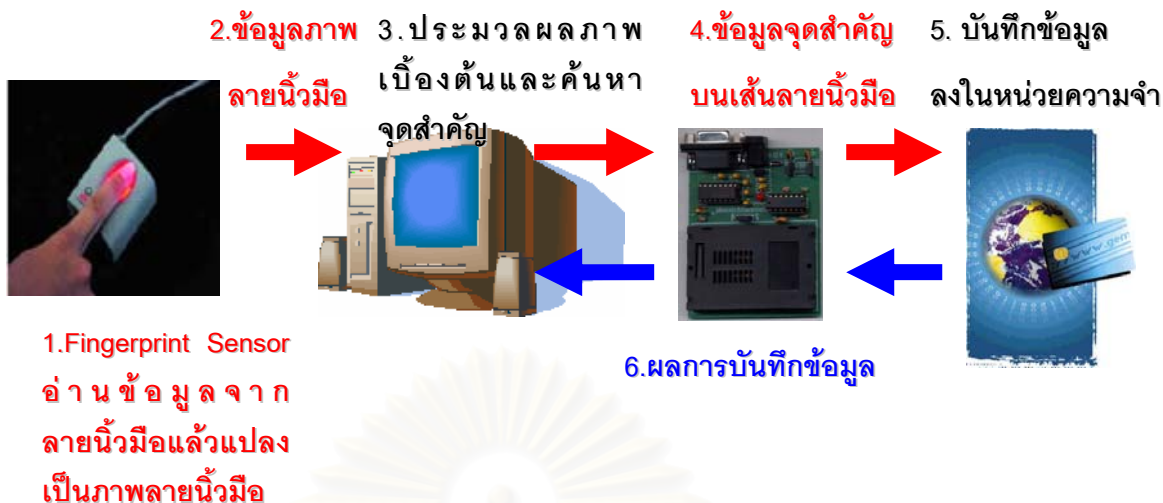 2.ข้อมูลภาพ
ลายนิ้วมือ
3.ประมวลผลภาพ
เบื้องต้นและค้นหา
จุดสำคัญ
4.ข้อมูลจุดสำคัญ
บนเส้นลายนิ้วมือ
5. บันทึกข้อมูล
ลงในหน่วยความจำ
www.gem
6.ผลการบันทึกข้อมูล
1.Fingerprint Sensor
อ่านข้อมูลจาก
ลายนิ้วมือแล้วแปลง
เป็นภาพลายนิ้วมือ